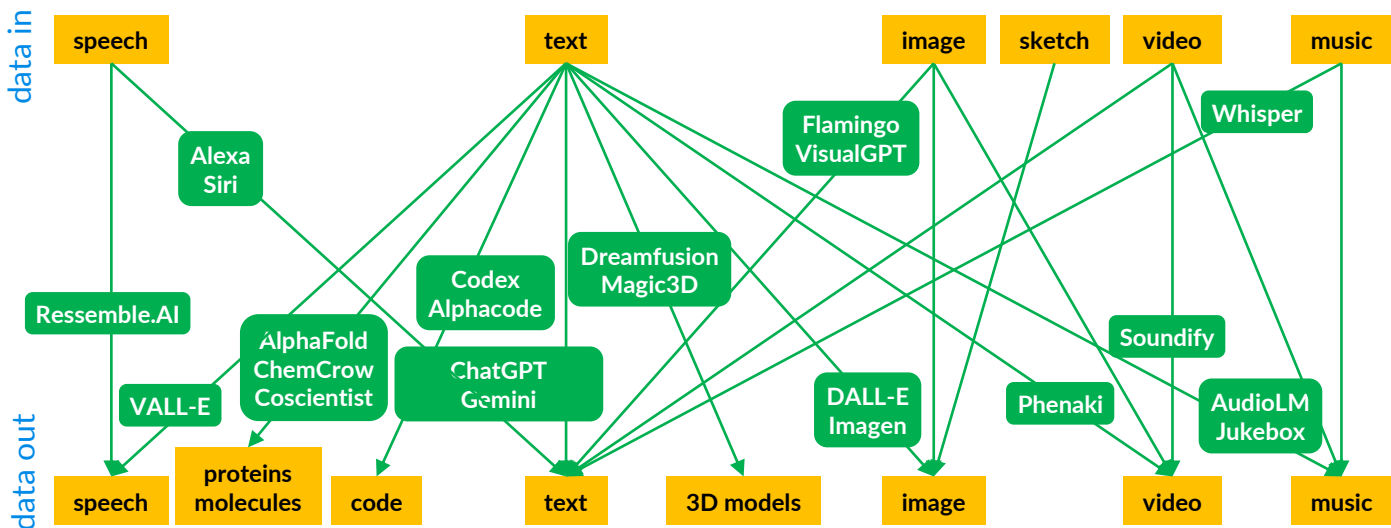 data in
speech
text
image
sketch
video
music
Whisper
Flamingo
VisualGPT
Alexa
Siri
Dreamfusion
Magic3D
Codex
Alphacode
Ressemble.AI
AlphaFold
ChemCrow
Coscientist
Soundify
ChatGPT
Gemini
VALL-E
DALL-E
Imagen
Phenaki
AudioLM
Jukebox
data out
speech
proteins
molecules
code
text
3D models
image
video
music